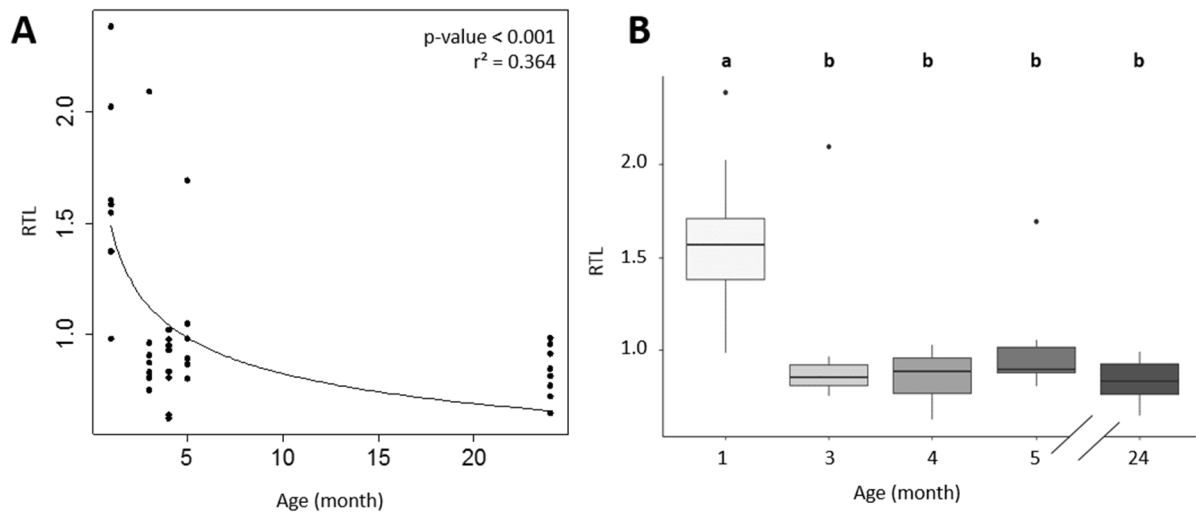 A
p-value < 0.001
r² = 0.364
2.0
1.5
1.0
RTL
5 10 15 20
Age (month)
B
a b b b b
2.0
1.5
1.0
RTL
1 3 4 5 24
Age (month)